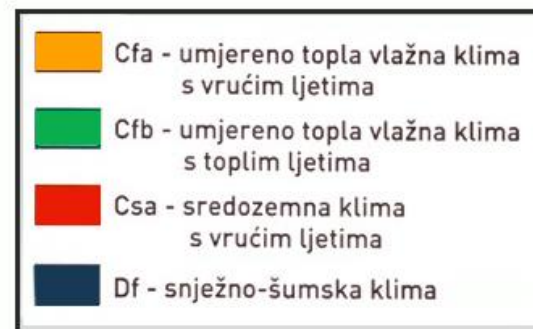 Cfa - umjereno topla vlažna klima
s vrućim ljetima
Cfb - umjereno topla vlažna klima
s toplim ljetima
Csa - sredozemna klima
s vrućim ljetima
Df - snježno-šumska klima